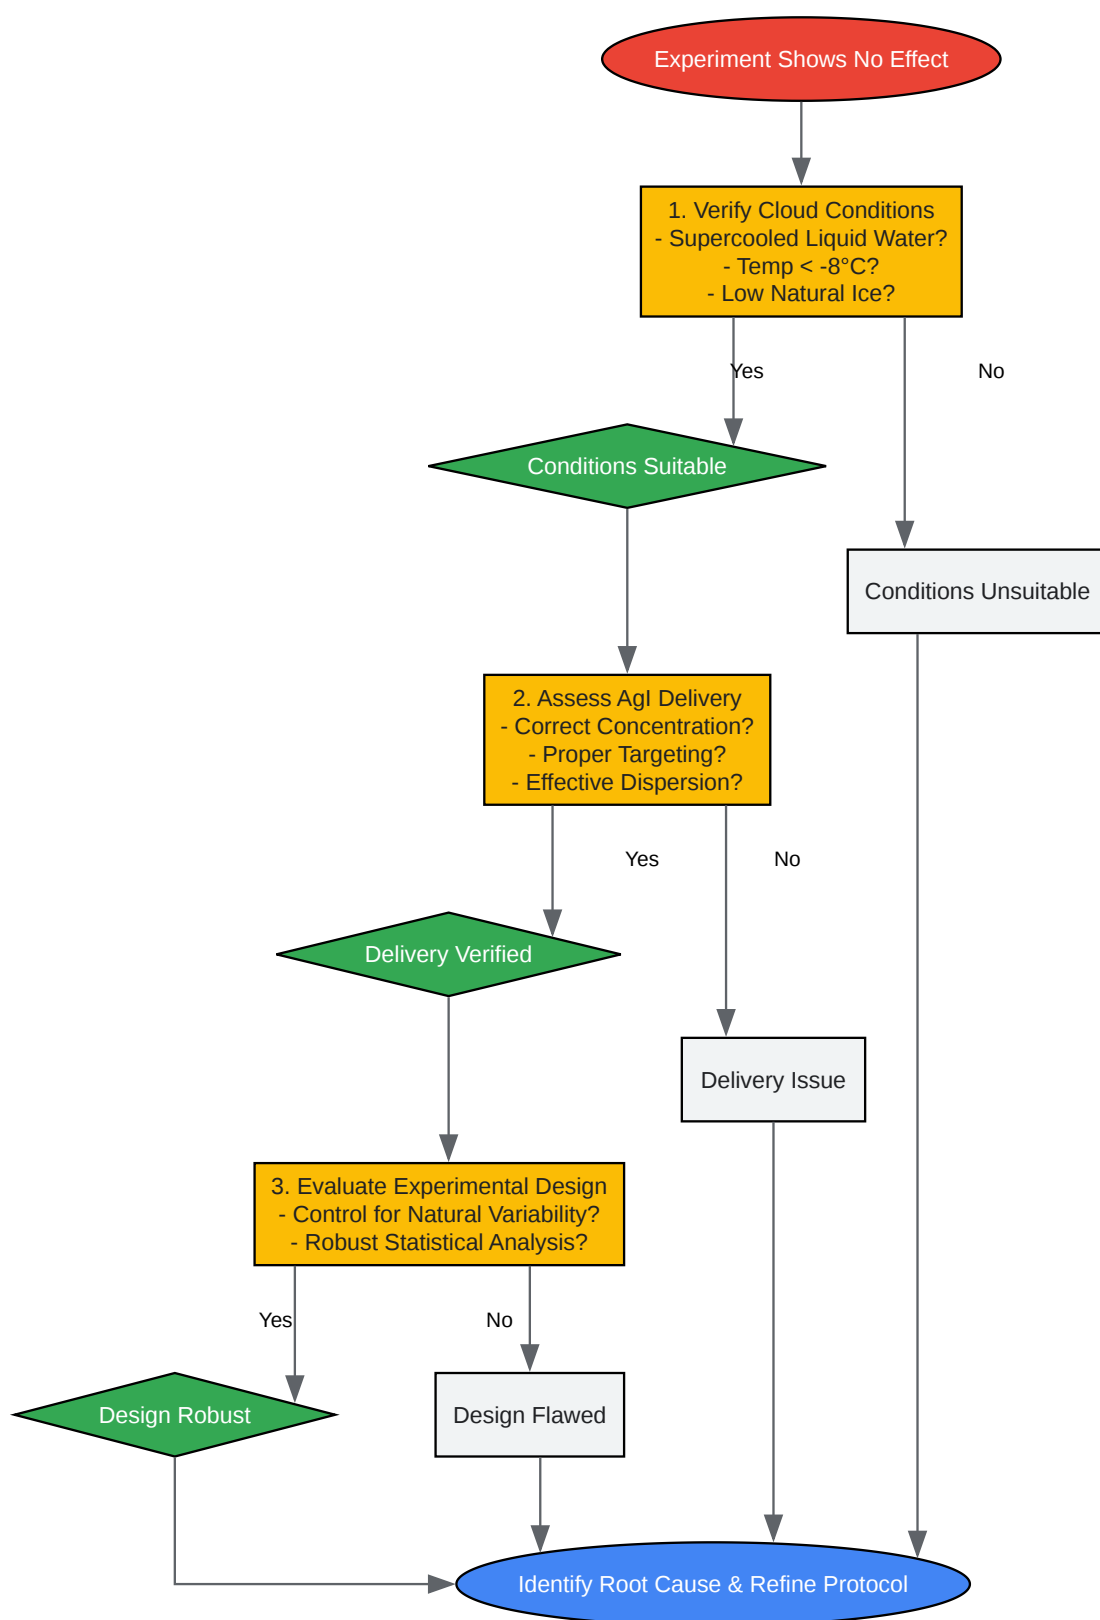 Experiment Shows No Effect
1. Verify Cloud Conditions
- Supercooled Liquid Water?
- Temp < -8°C?
- Low Natural Ice?
Yes
No
Conditions Suitable
Conditions Unsuitable
2. Assess AgI Delivery
- Correct Concentration?
- Proper Targeting?
- Effective Dispersion?
Yes
No
Delivery Verified
Delivery Issue
3. Evaluate Experimental Design
- Control for Natural Variability?
- Robust Statistical Analysis?
Yes
No
Design Robust
Design Flawed
Identify Root Cause & Refine Protocol